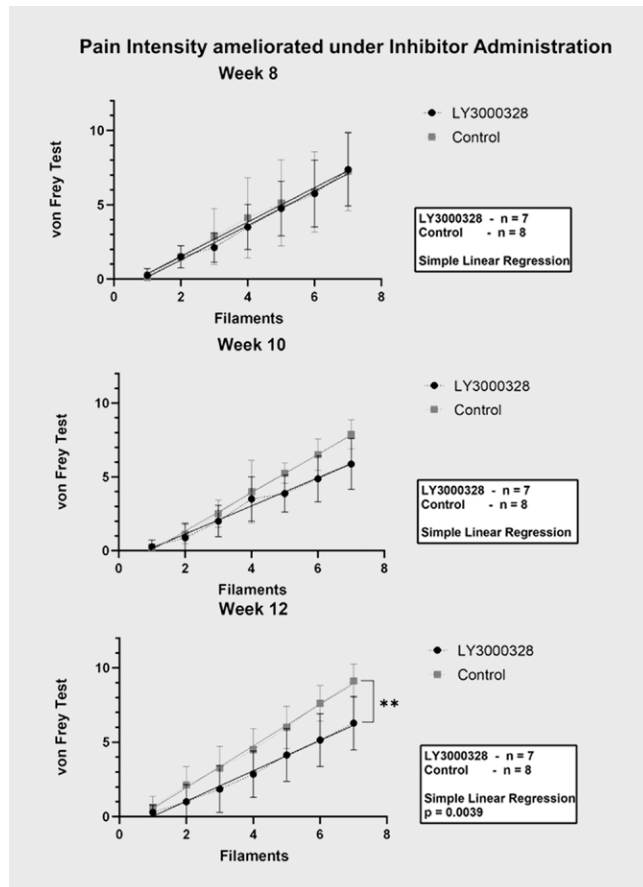 Pain Intensity ameliorated under Inhibitor Administration
Week 8
von Frey Test
10
5
0
0 2 4 6 8
Filaments
LY3000328
Control
LY3000328 - n = 7
Control - n = 8
Simple Linear Regression
Week 10
von Frey Test
10
5
0
0 2 4 6 8
Filaments
LY3000328
Control
LY3000328 - n = 7
Control - n = 8
Simple Linear Regression
Week 12
von Frey Test
10
5
0
0 2 4 6 8
Filaments
**
LY3000328
Control
LY3000328 - n = 7
Control - n = 8
Simple Linear Regression
p = 0.0039